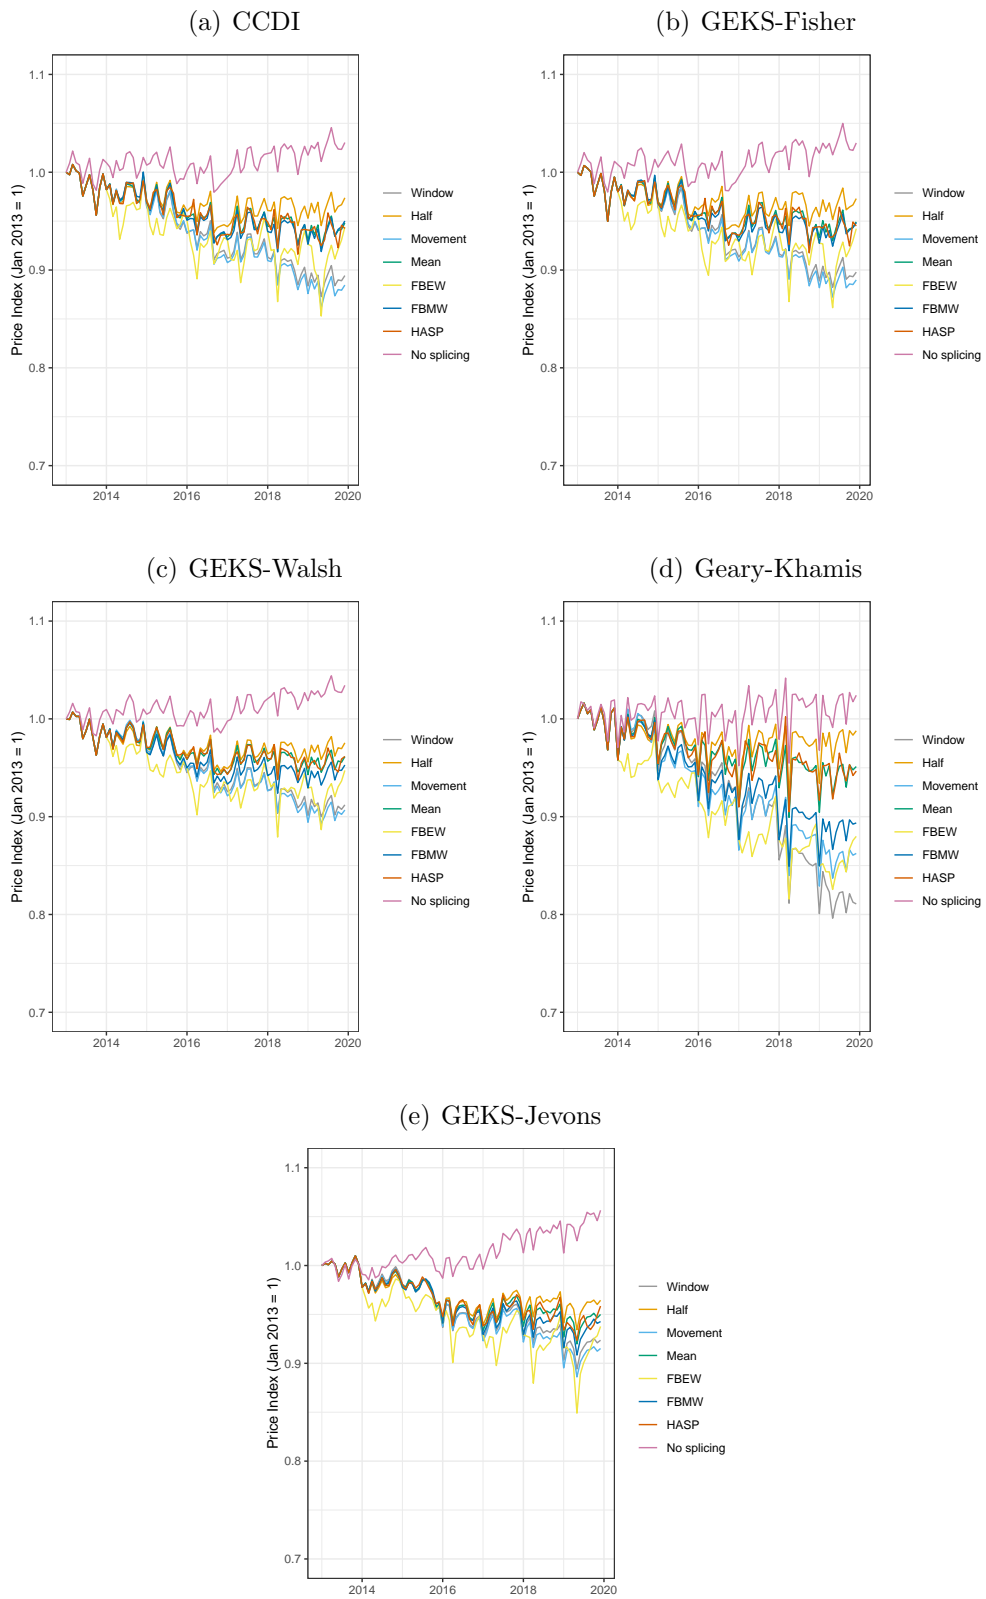 (a) CCDI
Price Index (Jan 2013 = 1)
1.1
1.0
0.9
0.8
0.7
2014 2016 2018 2020
Window
Half
Movement
Mean
FBEW
FBMW
HASP
No splicing
(b) GEKS-Fisher
Price Index (Jan 2013 = 1)
1.1
1.0
0.9
0.8
0.7
2014 2016 2018 2020
Window
Half
Movement
Mean
FBEW
FBMW
HASP
No splicing
(c) GEKS-Walsh
Price Index (Jan 2013 = 1)
1.1
1.0
0.9
0.8
0.7
2014 2016 2018 2020
Window
Half
Movement
Mean
FBEW
FBMW
HASP
No splicing
(d) Geary-Khamis
Price Index (Jan 2013 = 1)
1.1
1.0
0.9
0.8
0.7
2014 2016 2018 2020
Window
Half
Movement
Mean
FBEW
FBMW
HASP
No splicing
(e) GEKS-Jevons
Price Index (Jan 2013 = 1)
1.1
1.0
0.9
0.8
0.7
2014 2016 2018 2020
Window
Half
Movement
Mean
FBEW
FBMW
HASP
No splicing